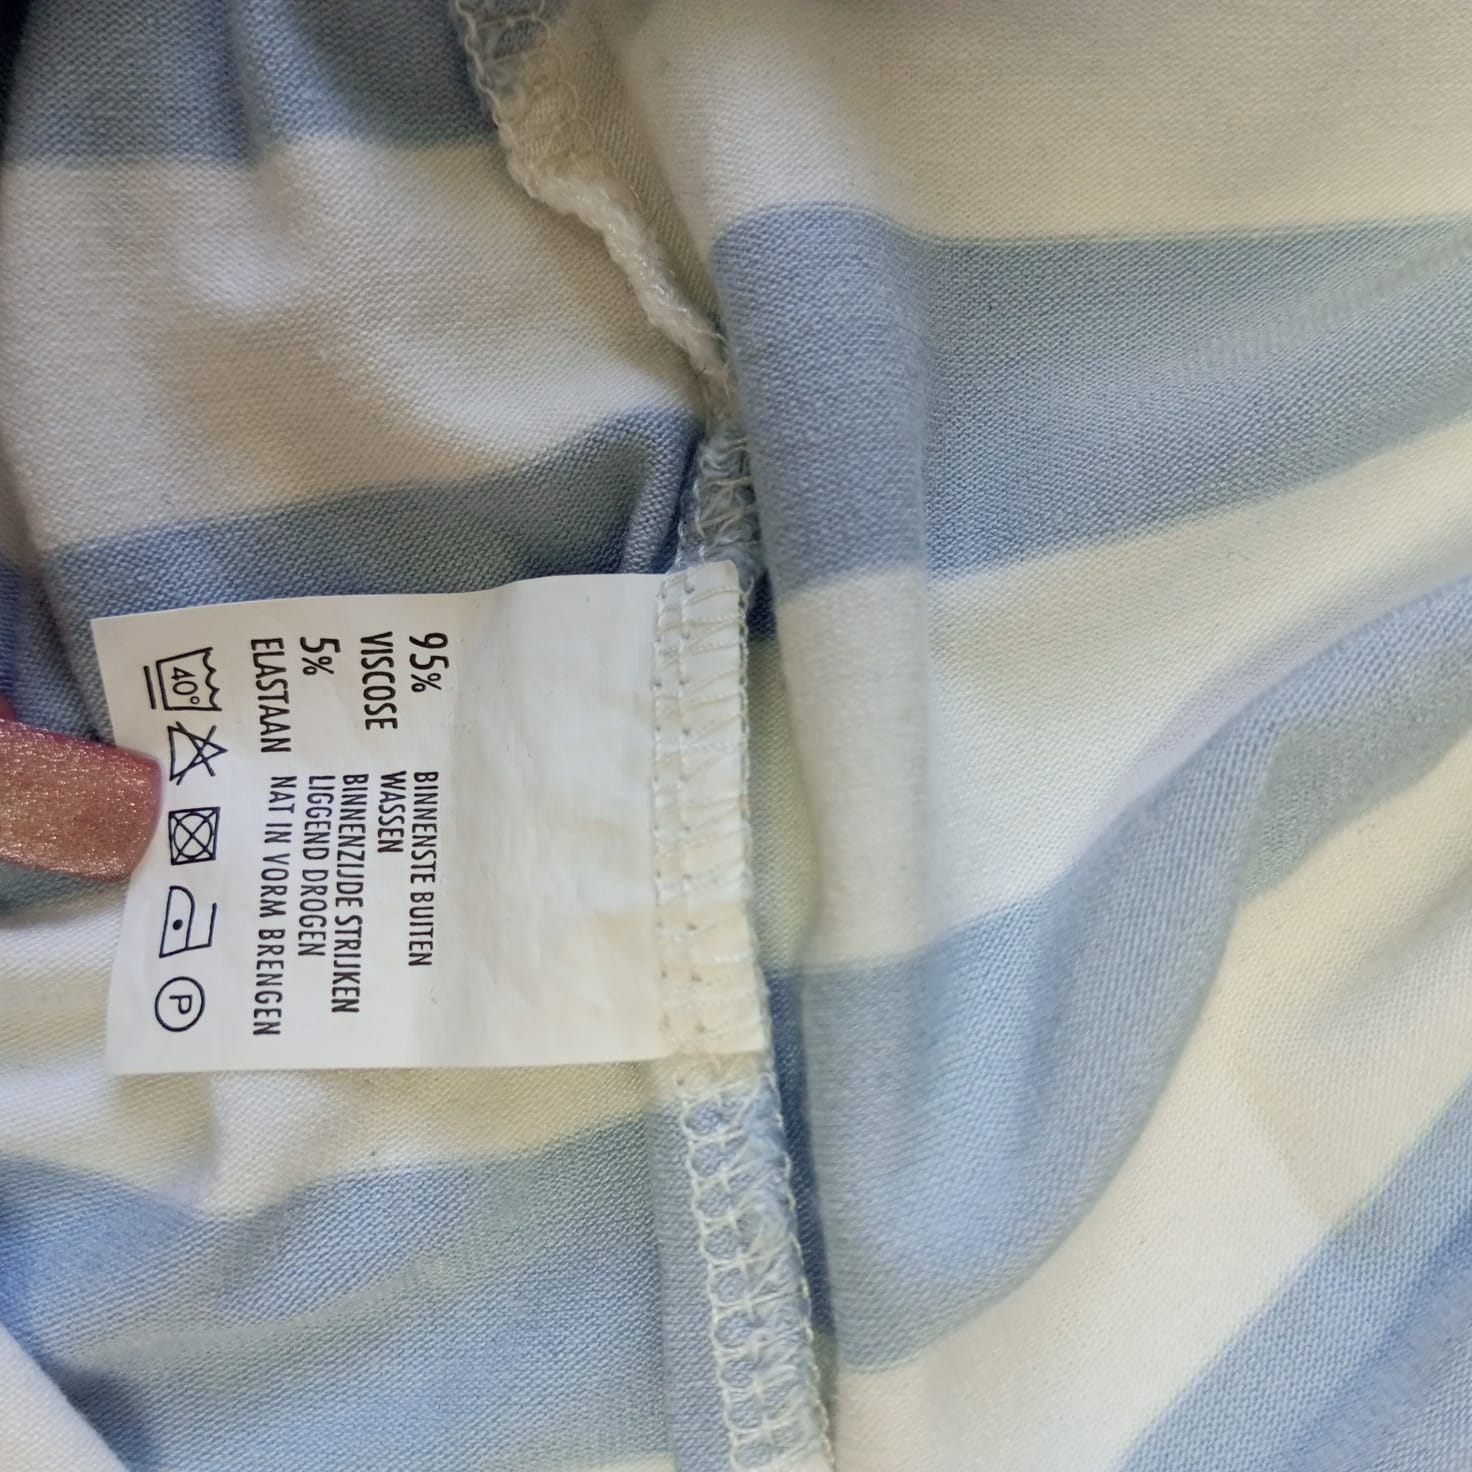 95%
VISCOSE
5%
ELASTAAN
BINNENSTE BUITEN
WASSEN
BINNENZIJDE STRIJKEN
LIGGEND DROGEN
NAT IN VORM BRENGEN
40°
P